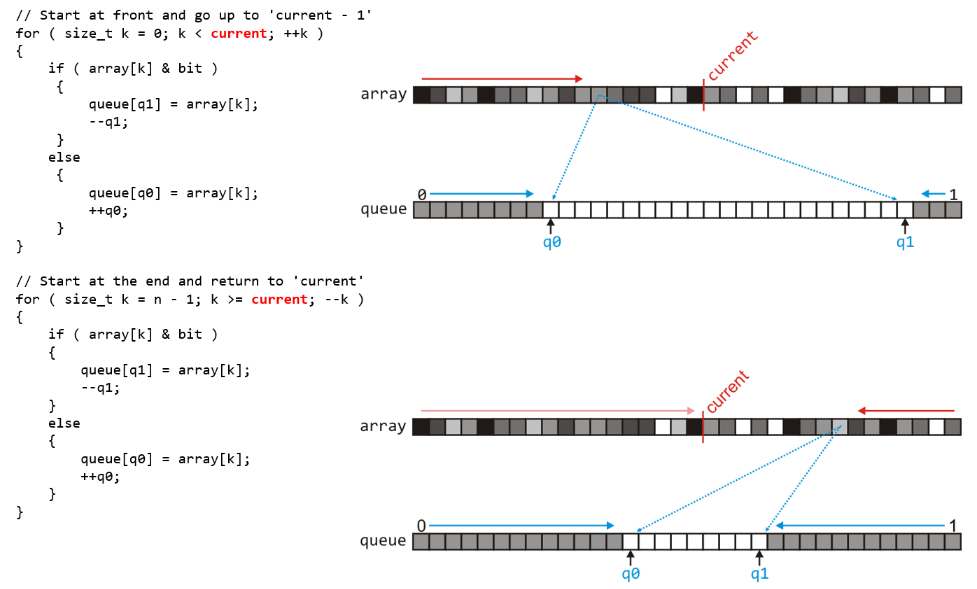 // Start at front and go up to 'current - 1'
for ( size_t k = 0; k < current; ++k )
{
    if ( array[k] & bit )
     {
         queue[q1] = array[k];
         --q1;
     }
    else
     {
         queue[q0] = array[k];
         ++q0;
     }
}
current
array
0 1
queue
q0 q1
// Start at the end and return to 'current'
for ( size_t k = n - 1; k >= current; --k )
{
    if ( array[k] & bit )
    {
        queue[q1] = array[k];
        --q1;
    }
    else
    {
        queue[q0] = array[k];
        ++q0;
    }
}
current
array
0 1
queue
q0 q1